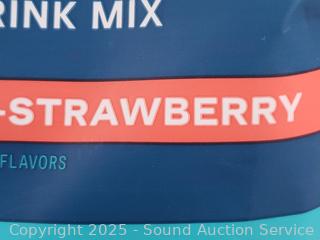 RINK MIX
-STRAWBERRY
FLAVORS
Copyright 2025 - Sound Auction Service